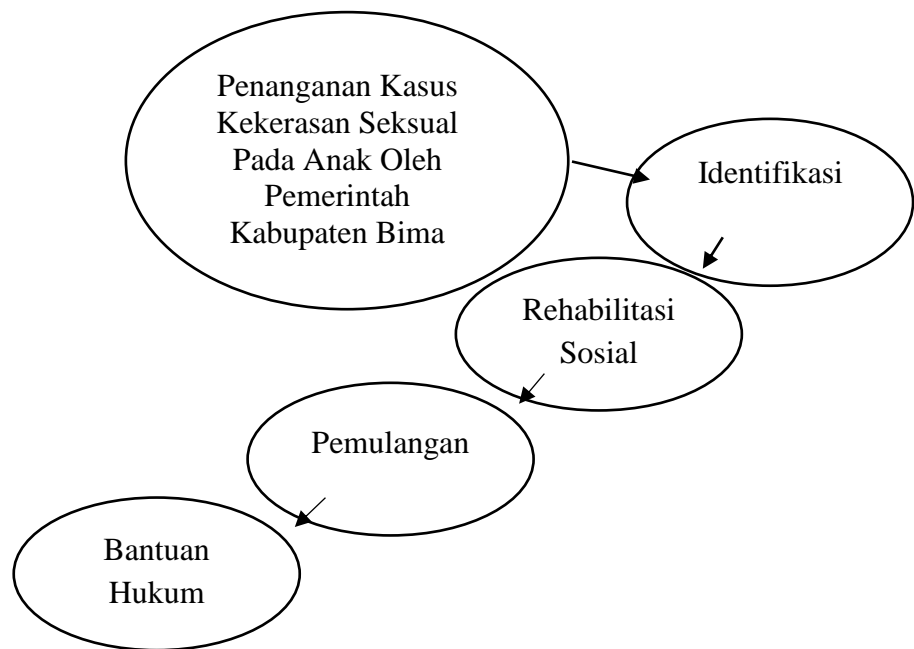 Penanganan Kasus
Kekerasan Seksual
Pada Anak Oleh
Pemerintah
Kabupaten Bima
Identifikasi
Rehabilitasi
Sosial
Pemulangan
Bantuan
Hukum